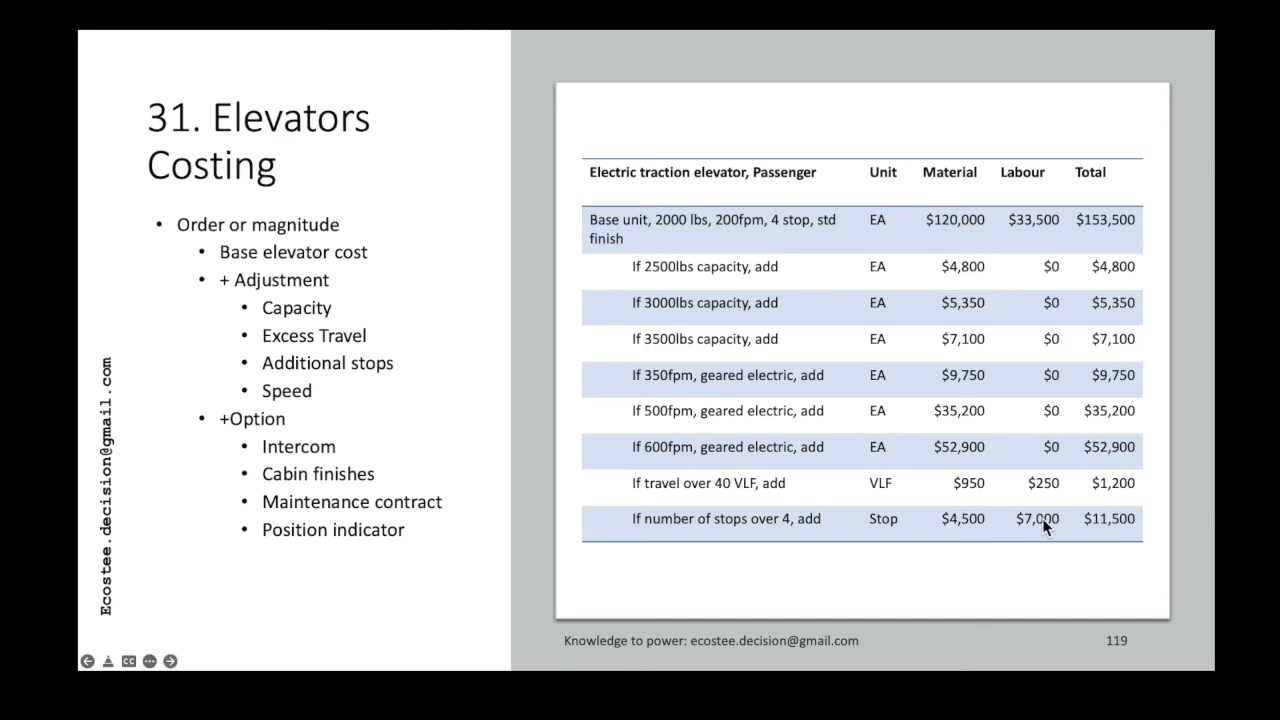 31. Elevators
Costing
• Order or magnitude
• Base elevator cost
• + Adjustment
• Capacity
• Excess Travel
• Additional stops
• Speed
• +Option
• Intercom
• Cabin finishes
• Maintenance contract
• Position indicator
Ecostee.decision@gmail.com
Electric traction elevator, Passenger Unit Material Labour Total
Base unit, 2000 lbs, 200fpm, 4 stop, std EA $120,000 $33,500 $153,500
finish
If 2500lbs capacity, add EA $4,800 $0 $4,800
If 3000lbs capacity, add EA $5,350 $0 $5,350
If 3500lbs capacity, add EA $7,100 $0 $7,100
If 350fpm, geared electric, add EA $9,750 $0 $9,750
If 500fpm, geared electric, add EA $35,200 $0 $35,200
If 600fpm, geared electric, add EA $52,900 $0 $52,900
If travel over 40 VLF, add VLF $950 $250 $1,200
If number of stops over 4, add Stop $4,500 $7,000 $11,500
Knowledge to power: ecostee.decision@gmail.com 119
CC